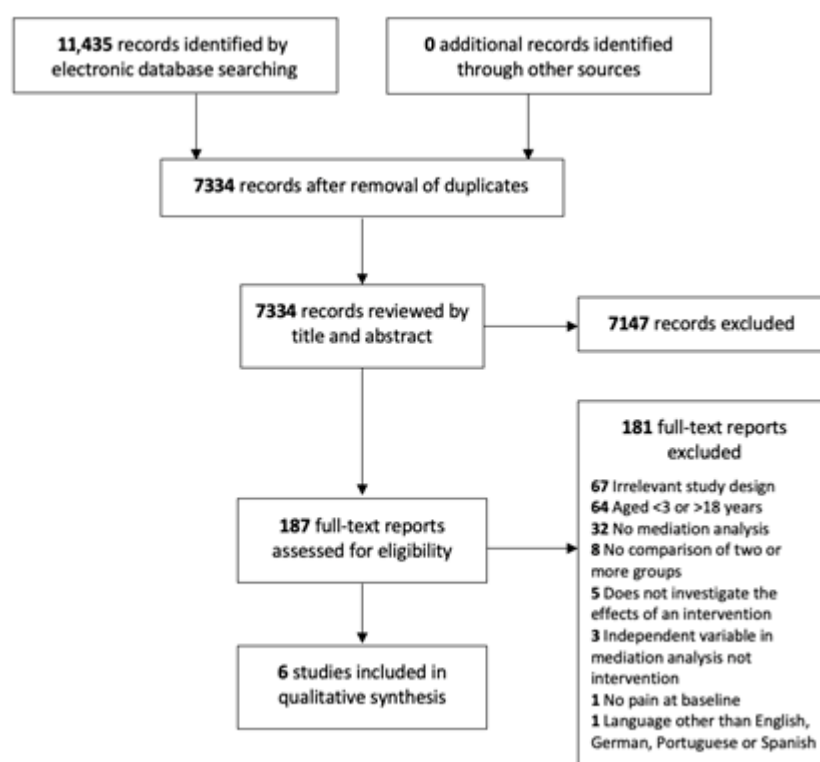 11,435 records identified by
electronic database searching
0 additional records identified
through other sources
7334 records after removal of duplicates
7334 records reviewed by
title and abstract
7147 records excluded
187 full-text reports
assessed for eligibility
181 full-text reports
excluded
67 Irrelevant study design
64 Aged <3 or >18 years
32 No mediation analysis
8 No comparison of two or
more groups
5 Does not investigate the
effects of an intervention
3 Independent variable in
mediation analysis not
intervention
1 No pain at baseline
1 Language other than English,
German, Portuguese or Spanish
6 studies included in
qualitative synthesis